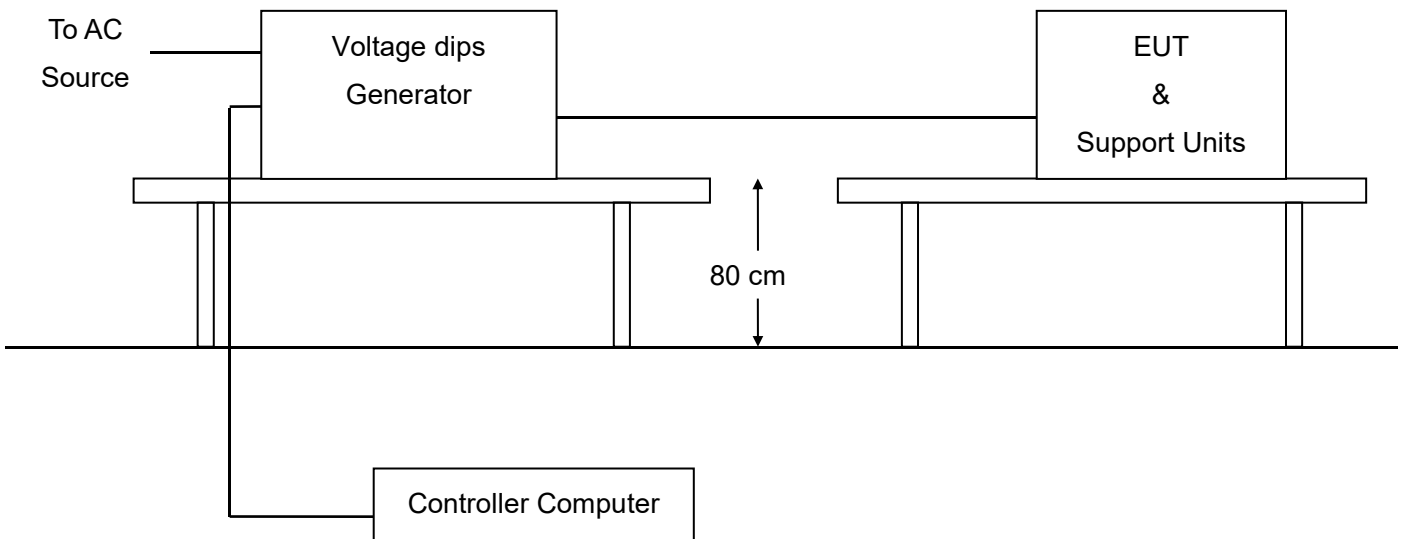 To AC
Source
Voltage dips
Generator
EUT
&
Support Units
80 cm
Controller Computer